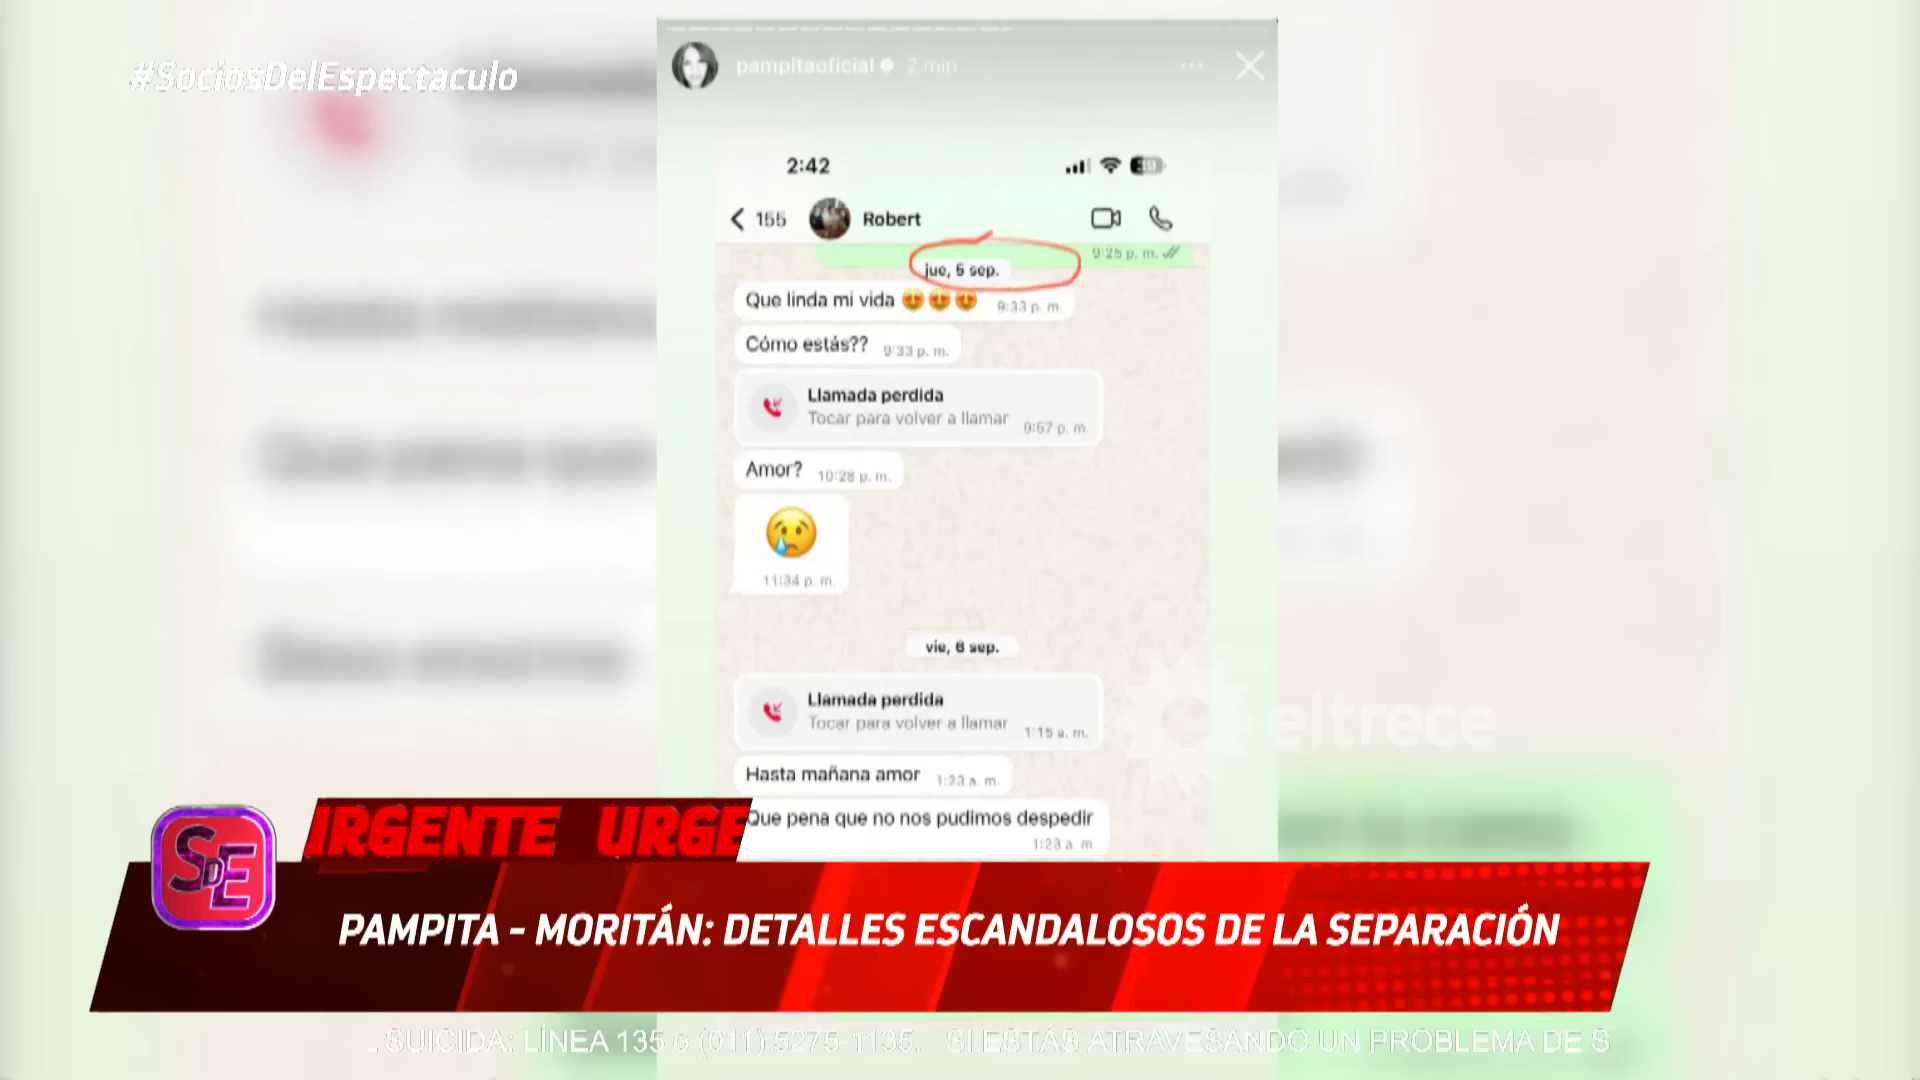 #SociosDelEspectaculo
pampitaoficial 2 min
2:42
155 Robert
9:25 p. m.
jue, 5 sep.
Que linda mi vida 😍😍😍 9:33 p. m.
Cómo estás?? 9:33 p. m.
Llamada perdida
Tocar para volver a llamar 9:57 p. m.
Amor? 10:28 p. m.
😢
11:34 p. m.
vie, 6 sep.
Llamada perdida
Tocar para volver a llamar 1:15 a. m.
eltrece
Hasta mañana amor 1:23 a. m.
Que pena que no nos pudimos despedir
1:23 a. m
URGENTE URGE
SDE
PAMPITA - MORITÁN: DETALLES ESCANDALOSOS DE LA SEPARACIÓN
SUICIDA: LÍNEA 135 o (011) 5275-1135. SI ESTÁS ATRAVESANDO UN PROBLEMA DE S